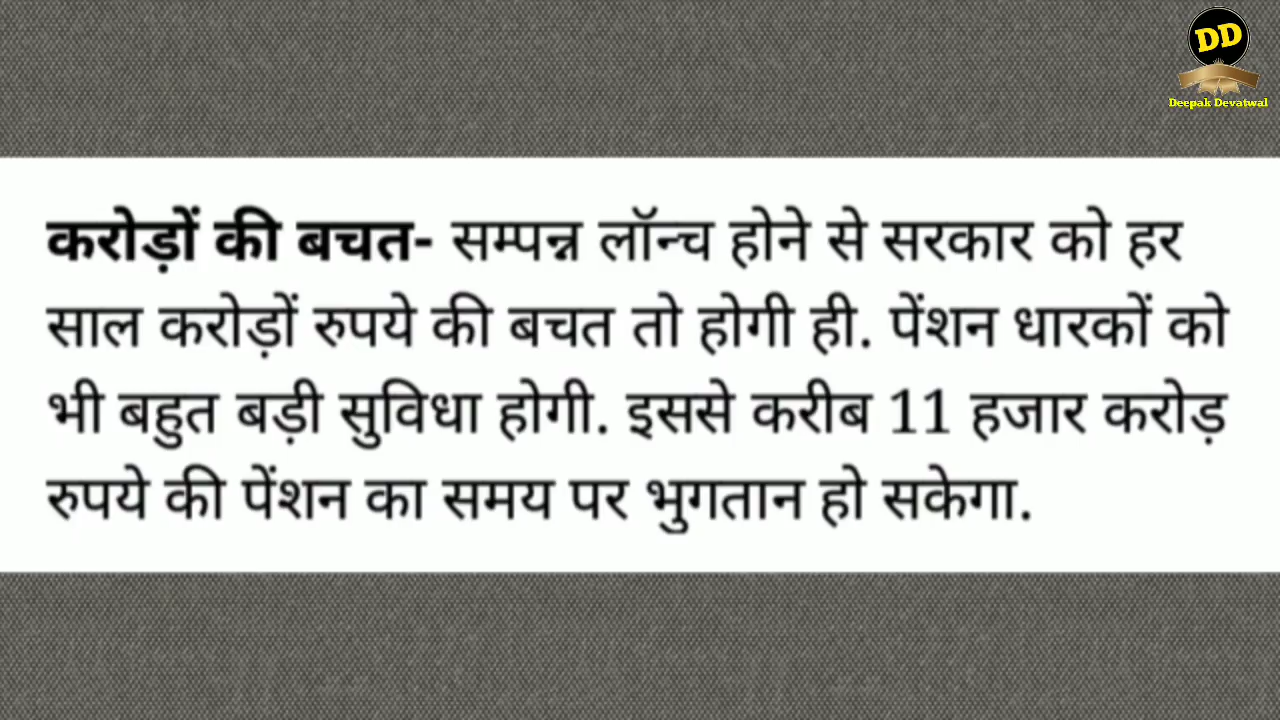 DD
Deepak Devatwal
करोड़ों की बचत- सम्पन्न लॉन्च होने से सरकार को हर
साल करोड़ों रुपये की बचत तो होगी ही. पेंशन धारकों को
भी बहुत बड़ी सुविधा होगी. इससे करीब 11 हजार करोड़
रुपये की पेंशन का समय पर भुगतान हो सकेगा.